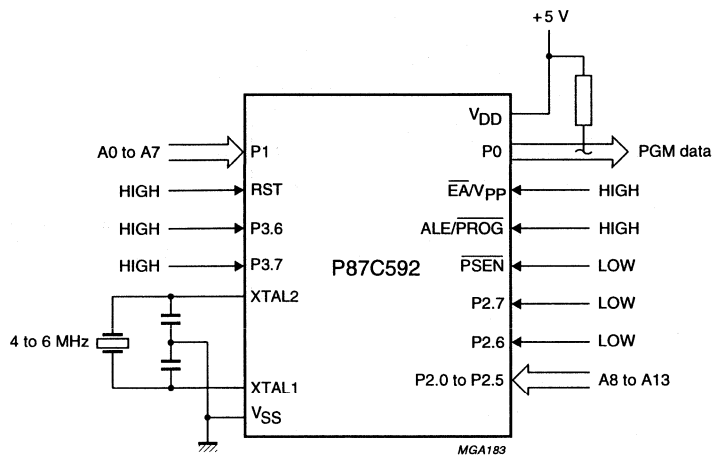 +5 V
VDD
A0 to A7
P1
P0
PGM data
HIGH
RST
EA/VPP
HIGH
HIGH
P3.6
ALE/PROG
HIGH
HIGH
P3.7
P87C592
PSEN
LOW
XTAL2
P2.7
LOW
4 to 6 MHz
P2.6
LOW
XTAL1
P2.0 to P2.5
A8 to A13
VSS
MGA183